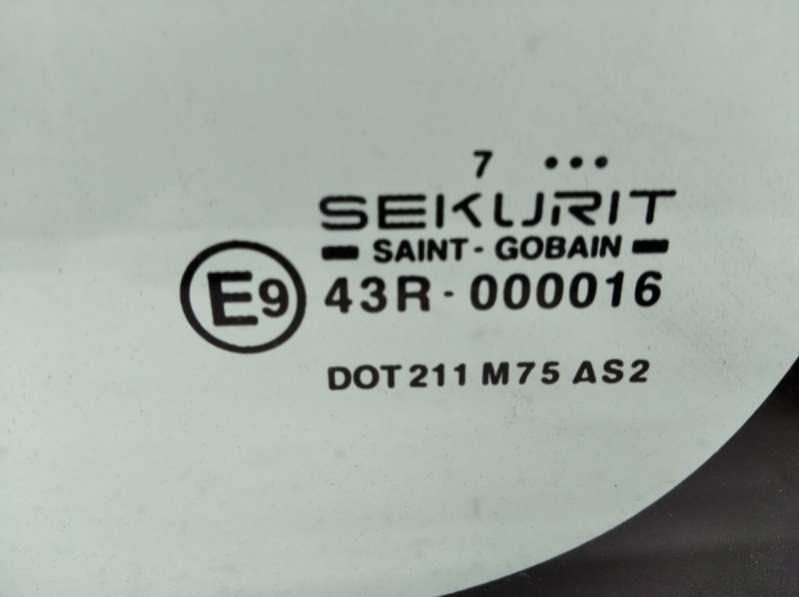 7 •••
SEKURIT
SAINT-GOBAIN
E9 43R-000016
DOT 211 M75 AS2